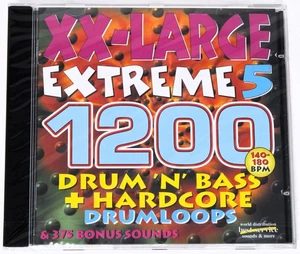 XX-LARGE
EXTREME 5
1200
140-
180
BPM
DRUM 'N' BASS
+ HARDCORE
DRUMLOOPS
& 375 BONUS SOUNDS
world distribution
sounds & more